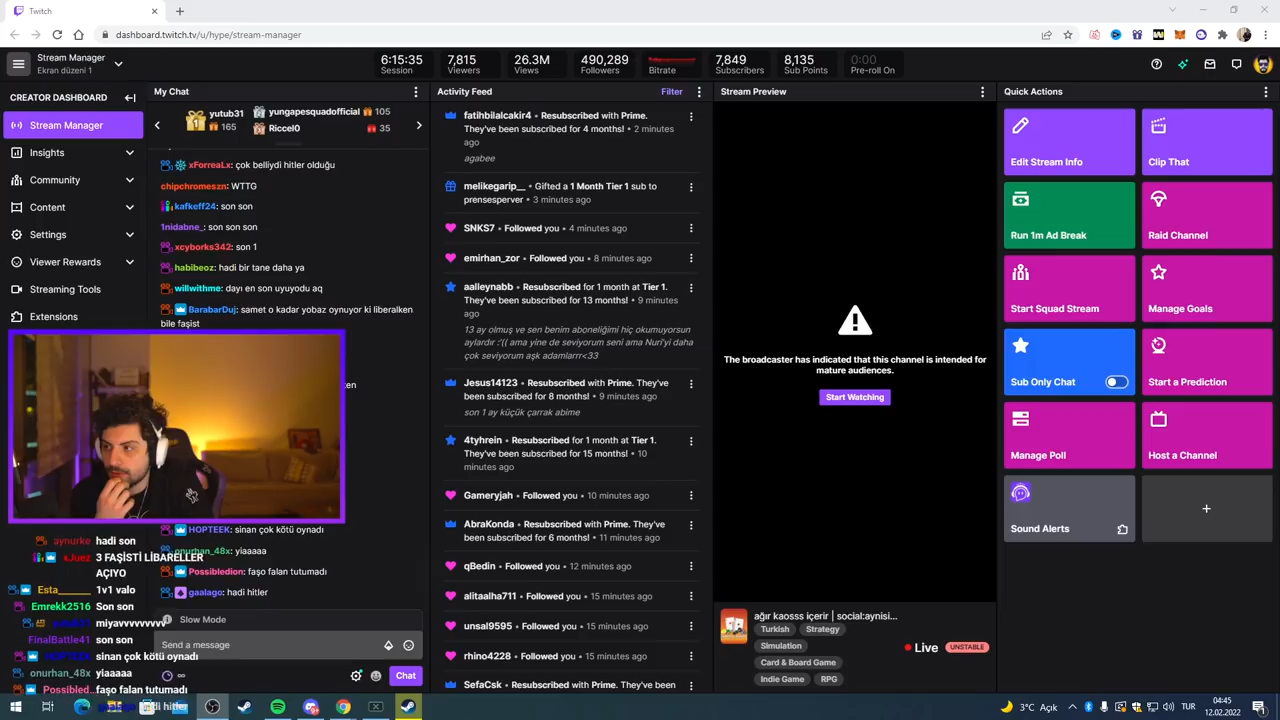 Twitch
dashboard.twitch.tv/u/hype/stream-manager
Stream Manager
Ekran düzeni 1
6:15:35
Session
7,815
Viewers
26.3M
Views
490,289
Followers
Bitrate
7,849
Subscribers
8,135
Sub Points
0:00
Pre-roll On
CREATOR DASHBOARD
Stream Manager
Insights
Community
Content
Settings
Viewer Rewards
Streaming Tools
Extensions
My Chat
yutub31
165
yungapesquadofficial 105
Riccel0 35
xForreaLx: çok belliydi hitler olduğu
chipchromeszn: WTTG
kafkeff24: son son
1nidabne_: son son son
xcyborks342: son 1
habibeoz: hadi bir tane daha ya
willwithme: dayı en son uyuyodu aq
BarabarDuj: samet o kadar yobaz oynuyor ki liberalken
bile faşist
ken
HOPTEEK: sinan çok kötü oynadı
onurhan_48x: yiaaaaa
Possibledion: faşo falan tutumadı
gaalago: hadi hitler
Slow Mode
Send a message
Chat
aynurke hadi son
xJuez 3 FAŞİSTİ LİBARELLER
AÇIYO
Esta_______ 1v1 valo
Emrekk2516 Son son
miyavvvvvvv
FinalBattle41 son son
HOPTEEK sinan çok kötü oynadı
onurhan_48x yiaaaaa
Possibled... faşo falan tutumadı
gaalago hadi hitler
Activity Feed
Filter
fatihbilalcakir4 • Resubscribed with Prime.
They've been subscribed for 4 months! • 2 minutes
ago
agabee
melikegarip__ • Gifted a 1 Month Tier 1 sub to
prensesperver • 3 minutes ago
SNKS7 • Followed you • 4 minutes ago
emirhan_zor • Followed you • 8 minutes ago
aalleynabb • Resubscribed for 1 month at Tier 1.
They've been subscribed for 13 months! • 9 minutes
ago
13 ay olmuş ve sen benim aboneliğimi hiç okumuyorsun
aylardır :'(( ama yine de seviyorum seni ama Nuri'yi daha
çok seviyorum aşk adamlarrr<33
Jesus14123 • Resubscribed with Prime. They've
been subscribed for 8 months! • 9 minutes ago
son 1 ay küçük çarrak abime
4tyhrein • Resubscribed for 1 month at Tier 1.
They've been subscribed for 15 months! • 10
minutes ago
Gameryjah • Followed you • 10 minutes ago
AbraKonda • Resubscribed with Prime. They've
been subscribed for 6 months! • 11 minutes ago
qBedin • Followed you • 12 minutes ago
alitaalha711 • Followed you • 15 minutes ago
unsal9595 • Followed you • 15 minutes ago
rhino4228 • Followed you • 15 minutes ago
SefaCsk • Resubscribed with Prime. They've been
Stream Preview
The broadcaster has indicated that this channel is intended for
mature audiences.
Start Watching
ağır kaosss içerir | social:aynisi...
Turkish
Strategy
Simulation
Card & Board Game
Indie Game
RPG
Live
UNSTABLE
Quick Actions
Edit Stream Info
Clip That
Run 1m Ad Break
Raid Channel
Start Squad Stream
Manage Goals
Sub Only Chat
Start a Prediction
Manage Poll
Host a Channel
Sound Alerts
3°C Açık
TUR
04:45
12.02.2022